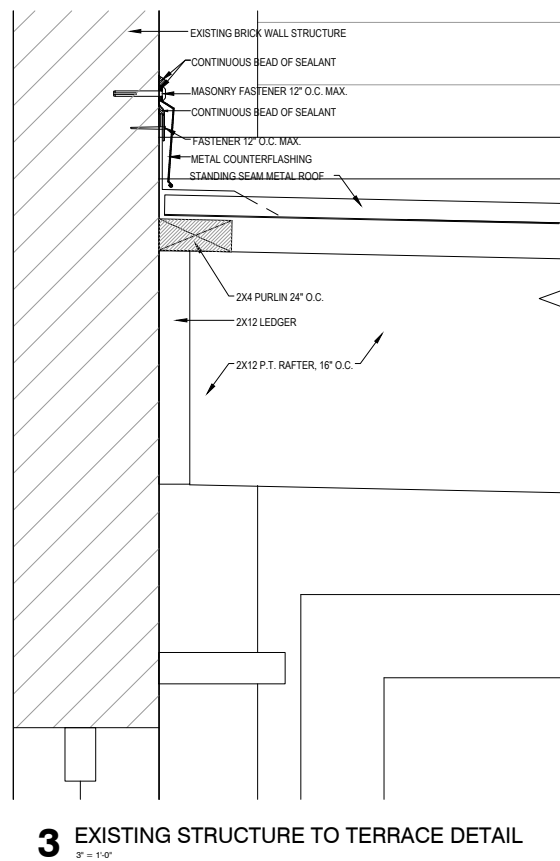 EXISTING BRICK WALL STRUCTURE
CONTINUOUS BEAD OF SEALANT
MASONRY FASTENER 12" O.C. MAX.
CONTINUOUS BEAD OF SEALANT
FASTENER 12" O.C. MAX.
METAL COUNTERFLASHING
STANDING SEAM METAL ROOF
2X4 PURLIN 24" O.C.
2X12 LEDGER
2X12 P.T. RAFTER, 16" O.C.
3 EXISTING STRUCTURE TO TERRACE DETAIL
3" = 1'-0"